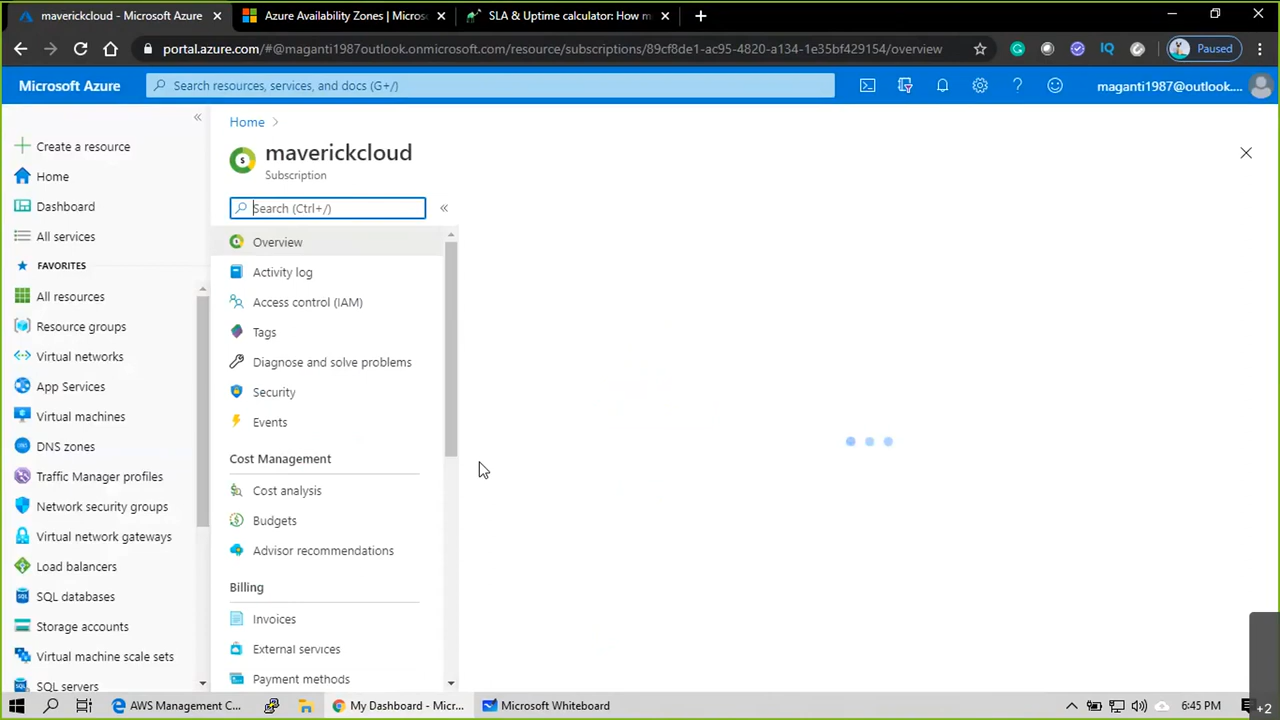 maverickcloud - Microsoft Azure
Azure Availability Zones | Micros
SLA & Uptime calculator: How m
portal.azure.com/#@maganti1987outlook.onmicrosoft.com/resource/subscriptions/89cf8de1-ac95-4820-a134-1e35bf429154/overview
IQ
Paused
Microsoft Azure
Search resources, services, and docs (G+/)
maganti1987@outlook....
Create a resource
Home
Dashboard
All services
FAVORITES
All resources
Resource groups
Virtual networks
App Services
Virtual machines
DNS zones
Traffic Manager profiles
Network security groups
Virtual network gateways
Load balancers
SQL databases
Storage accounts
Virtual machine scale sets
SQL servers
Home
maverickcloud
Subscription
Search (Ctrl+/)
Overview
Activity log
Access control (IAM)
Tags
Diagnose and solve problems
Security
Events
Cost Management
Cost analysis
Budgets
Advisor recommendations
Billing
Invoices
External services
Payment methods
AWS Management C...
My Dashboard - Micr...
Microsoft Whiteboard
6:45 PM
+2